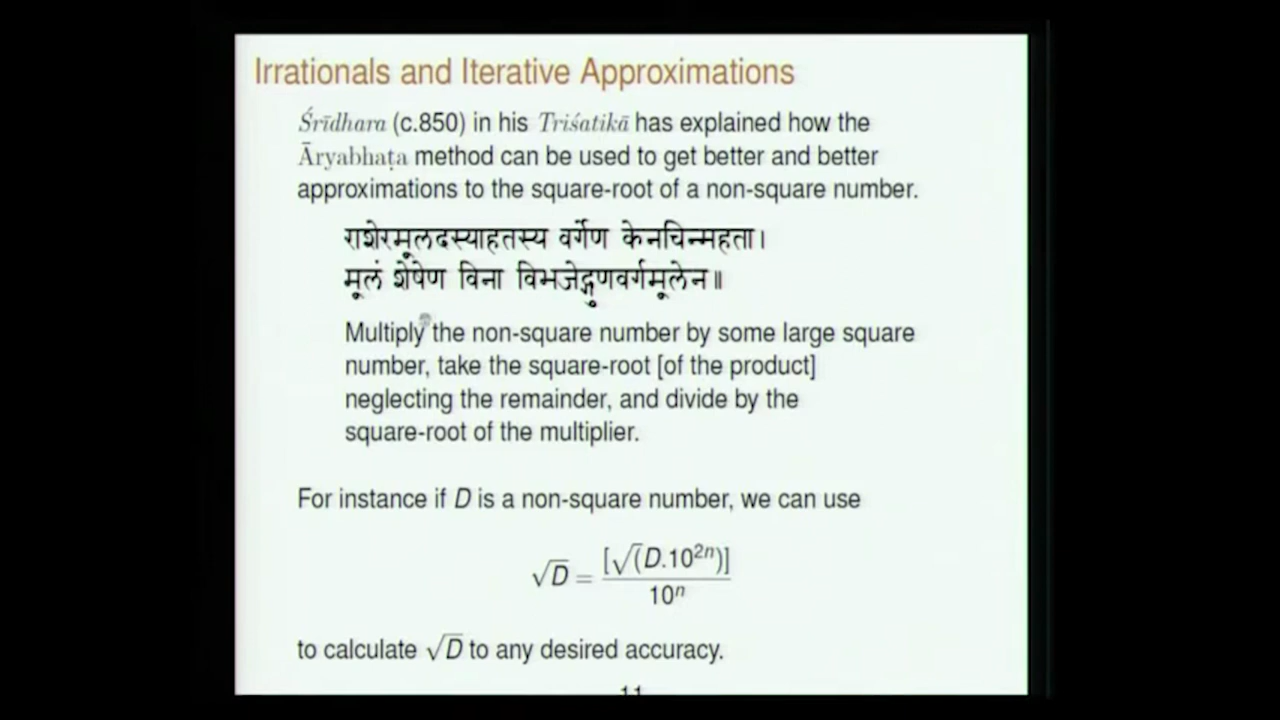 Irrationals and Iterative Approximations
Śrīdhara (c.850) in his Triśatikā has explained how the
Āryabhaṭa method can be used to get better and better
approximations to the square-root of a non-square number.
राशेरमूलदस्याहतस्य वर्गेण केनचिन्महता।
मूलं शेषेण विना विभजेद्गुणवर्गमूलेन॥
Multiply the non-square number by some large square
number, take the square-root [of the product]
neglecting the remainder, and divide by the
square-root of the multiplier.
For instance if D is a non-square number, we can use
√D = [√(D.10²ⁿ)] / 10ⁿ
to calculate √D to any desired accuracy.
11